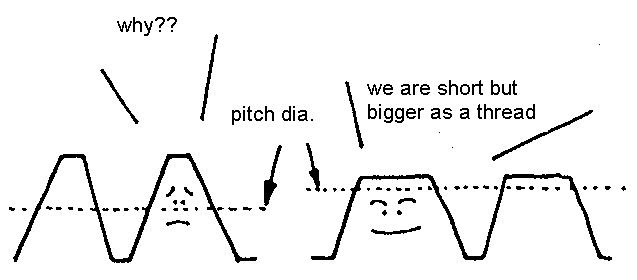 why??
pitch dia.
we are short but
bigger as a thread